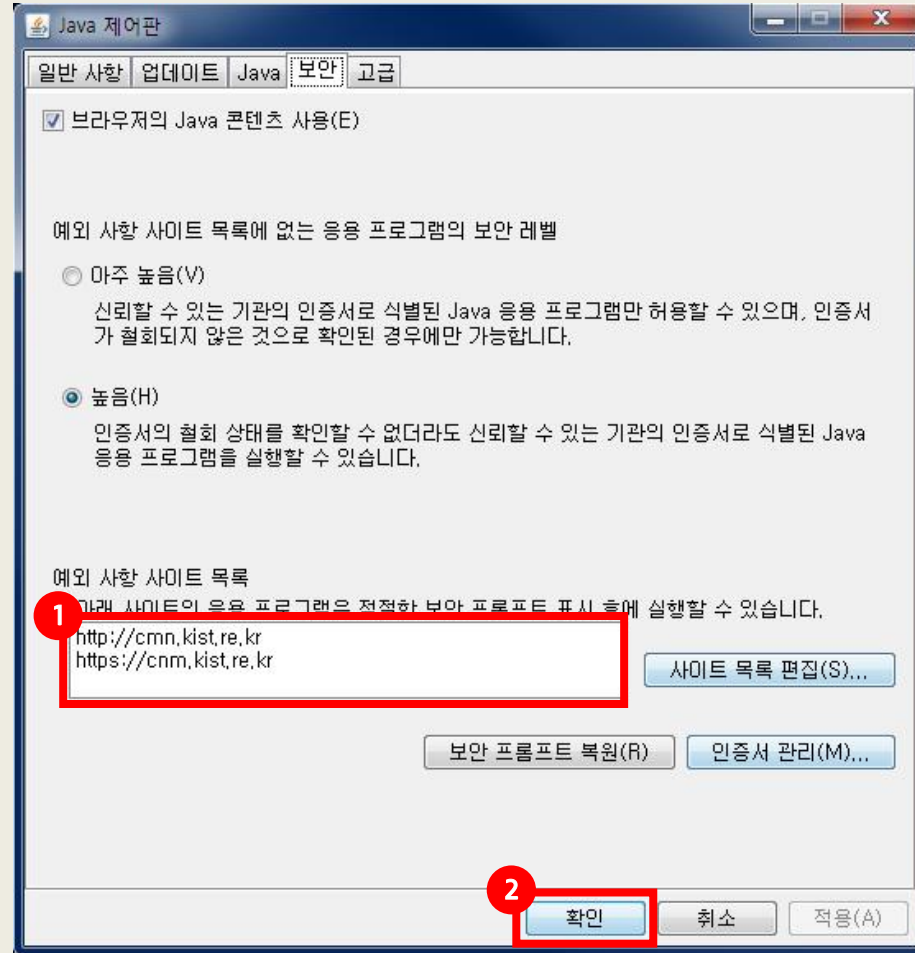 Java 제어판
일반 사항 업데이트 Java 보안 고급
브라우저의 Java 콘텐츠 사용(E)
예외 사항 사이트 목록에 없는 응용 프로그램의 보안 레벨
아주 높음(V)
신뢰할 수 있는 기관의 인증서로 식별된 Java 응용 프로그램만 허용할 수 있으며, 인증서
가 철회되지 않은 것으로 확인된 경우에만 가능합니다.
높음(H)
인증서의 철회 상태를 확인할 수 없더라도 신뢰할 수 있는 기관의 인증서로 식별된 Java
응용 프로그램을 실행할 수 있습니다.
예외 사항 사이트 목록
1
아래 사이트의 응용 프로그램은 적절한 보안 프롬프트 표시 후에 실행할 수 있습니다.
http://cmn.kist.re.kr
https://cnm.kist.re.kr
사이트 목록 편집(S)...
보안 프롬프트 복원(R) 인증서 관리(M)...
2
확인 취소 적용(A)